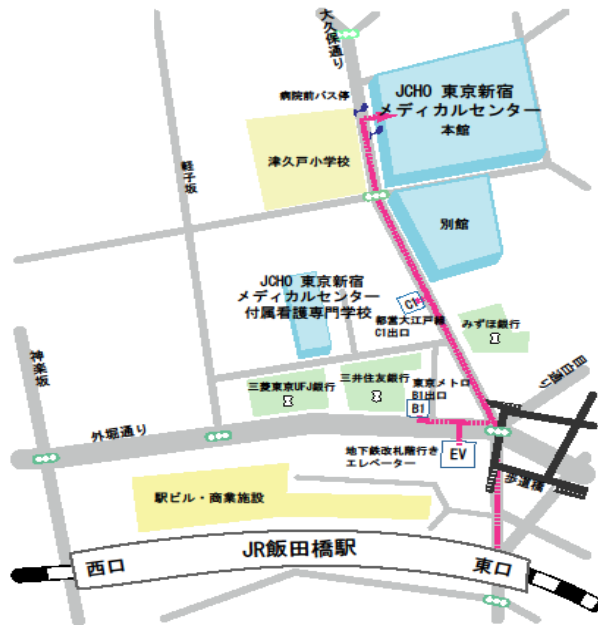 大久保通り
病院前バス停
JCHO 東京新宿
メディカルセンター
本館
津久戸小学校
軽子坂
別館
JCHO 東京新宿
メディカルセンター
付属看護専門学校
C1
都営大江戸線
C1出口
みずほ銀行
神楽坂
目白通り
三菱東京UFJ銀行
三井住友銀行
東京メトロ
B1出口
B1
外堀通り
地下鉄改札階行き
エレベーター
EV
歩道橋
駅ビル・商業施設
JR飯田橋駅
西口
東口